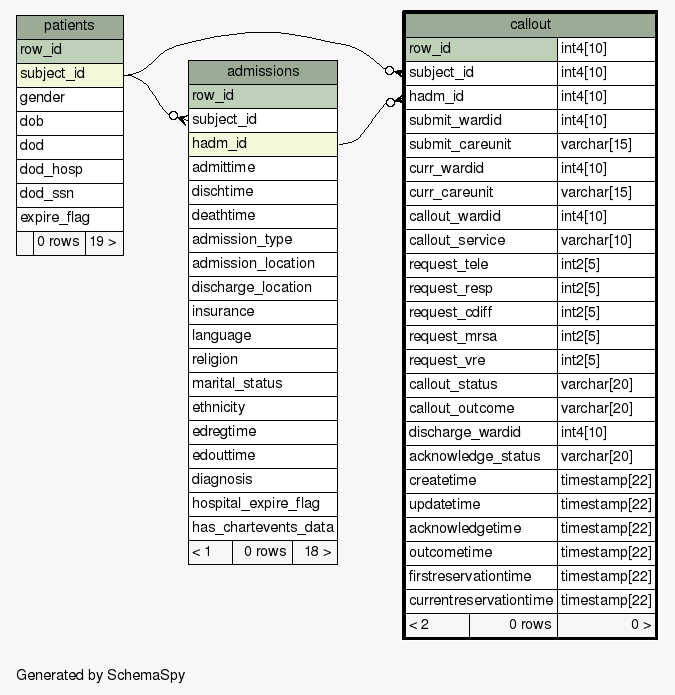 patients
row_id
subject_id
gender
dob
dod
dod_hosp
dod_ssn
expire_flag
0 rows 19 >
admissions
row_id
subject_id
hadm_id
admittime
dischtime
deathtime
admission_type
admission_location
discharge_location
insurance
language
religion
marital_status
ethnicity
edregtime
edouttime
diagnosis
hospital_expire_flag
has_chartevents_data
< 1 0 rows 18 >
callout
row_id int4[10]
subject_id int4[10]
hadm_id int4[10]
submit_wardid int4[10]
submit_careunit varchar[15]
curr_wardid int4[10]
curr_careunit varchar[15]
callout_wardid int4[10]
callout_service varchar[10]
request_tele int2[5]
request_resp int2[5]
request_cdiff int2[5]
request_mrsa int2[5]
request_vre int2[5]
callout_status varchar[20]
callout_outcome varchar[20]
discharge_wardid int4[10]
acknowledge_status varchar[20]
createtime timestamp[22]
updatetime timestamp[22]
acknowledgetime timestamp[22]
outcometime timestamp[22]
firstreservationtime timestamp[22]
currentreservationtime timestamp[22]
< 2 0 rows 0 >
Generated by SchemaSpy